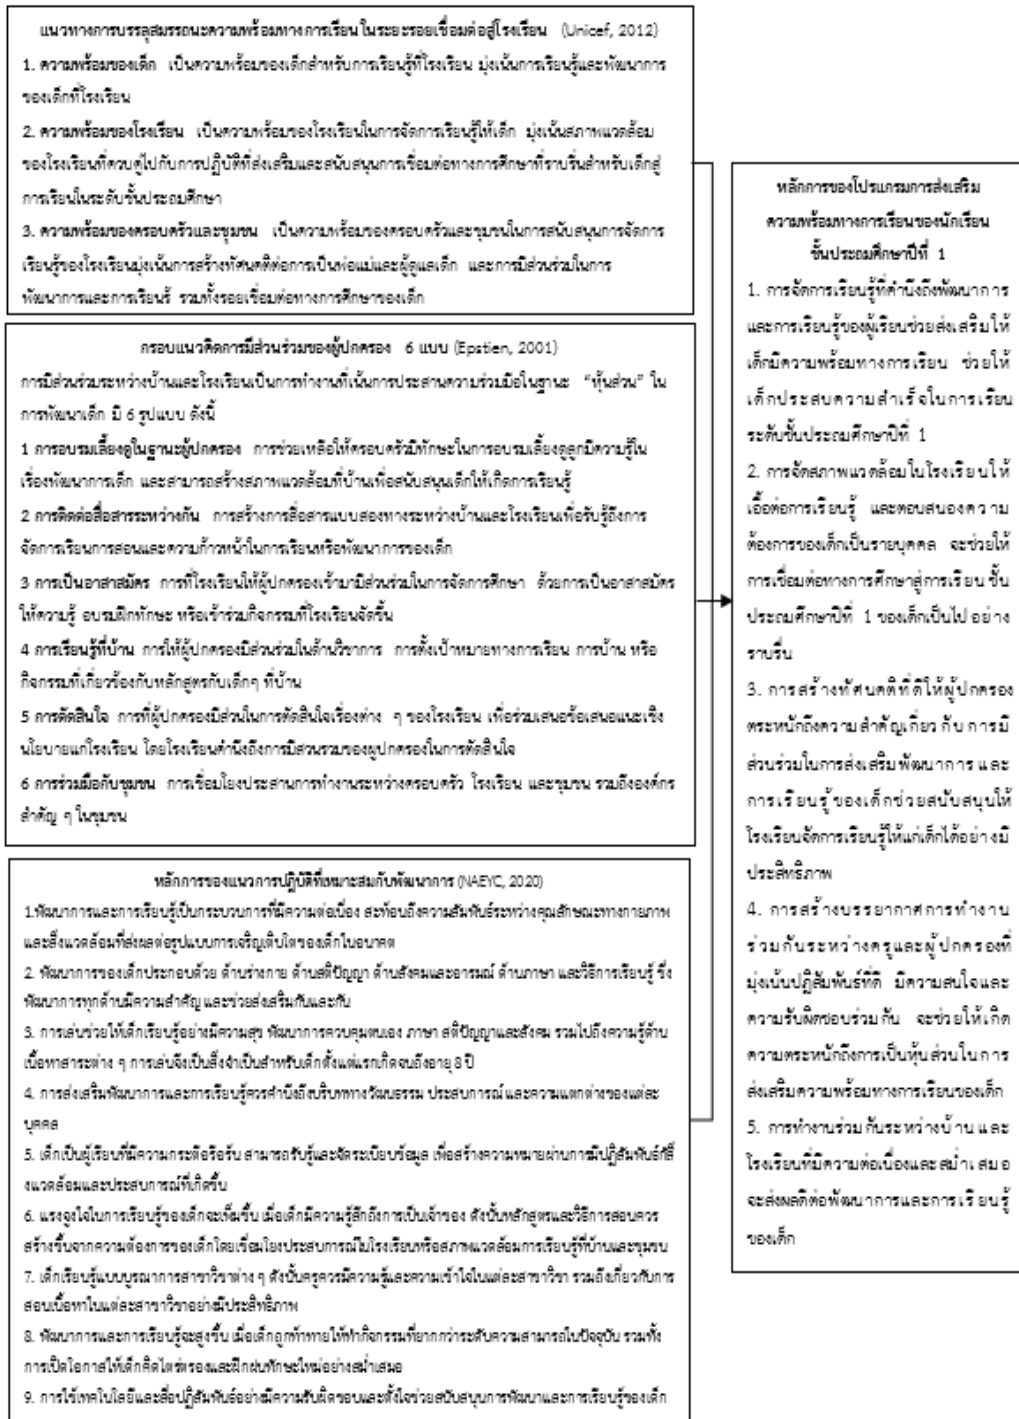 แนวทางการบรรลุสมรรถนะความพร้อมทางการเรียนในระยะรอยเชื่อมต่อสู่โรงเรียน (Unicef, 2012)
1. ความพร้อมของเด็ก เป็นความพร้อมของเด็กสำหรับการเรียนรู้ที่โรงเรียน มุ่งเน้นการเรียนรู้และพัฒนาการ
ของเด็กที่โรงเรียน
2. ความพร้อมของโรงเรียน เป็นความพร้อมของโรงเรียนในการจัดการเรียนรู้ให้เด็ก มุ่งเน้นสภาพแวดล้อม
ของโรงเรียนที่ควบคู่ไปกับการปฏิบัติที่ส่งเสริมและสนับสนุนการเชื่อมต่อทางการศึกษาที่ราบรื่นสำหรับเด็กสู่
การเรียนในระดับชั้นประถมศึกษา
3. ความพร้อมของครอบครัวและชุมชน เป็นความพร้อมของครอบครัวและชุมชนในการสนับสนุนการจัดการ
เรียนรู้ของโรงเรียนมุ่งเน้นการสร้างทัศนคติต่อการเป็นพ่อแม่และผู้ดูแลเด็ก และการมีส่วนร่วมในการ
พัฒนาการและการเรียนรู้ รวมทั้งรอยเชื่อมต่อทางการศึกษาของเด็ก
กรอบแนวคิดการมีส่วนร่วมของผู้ปกครอง 6 แบบ (Epstien, 2001)
การมีส่วนร่วมระหว่างบ้านและโรงเรียนเป็นการทำงานที่เน้นการประสานความร่วมมือในฐานะ “หุ้นส่วน” ใน
การพัฒนาเด็ก มี 6 รูปแบบ ดังนี้
1 การอบรมเลี้ยงดูในฐานะผู้ปกครอง การช่วยเหลือให้ครอบครัวมีทักษะในการอบรมเลี้ยงดูลูกมีความรู้ใน
เรื่องพัฒนาการเด็ก และสามารถสร้างสภาพแวดล้อมที่บ้านเพื่อสนับสนุนเด็กให้เกิดการเรียนรู้
2 การติดต่อสื่อสารระหว่างกัน การสร้างการสื่อสารแบบสองทางระหว่างบ้านและโรงเรียนเพื่อรับรู้ถึงการ
จัดการเรียนการสอนและความก้าวหน้าในการเรียนหรือพัฒนาการของเด็ก
3 การเป็นอาสาสมัคร การที่โรงเรียนให้ผู้ปกครองเข้ามามีส่วนร่วมในการจัดการศึกษา ด้วยการเป็นอาสาสมัคร
ให้ความรู้ อบรมฝึกทักษะ หรือเข้าร่วมกิจกรรมที่โรงเรียนจัดขึ้น
4 การเรียนรู้ที่บ้าน การให้ผู้ปกครองมีส่วนร่วมในด้านวิชาการ การตั้งเป้าหมายทางการเรียน การบ้าน หรือ
กิจกรรมที่เกี่ยวข้องกับหลักสูตรกับเด็กๆ ที่บ้าน
5 การตัดสินใจ การที่ผู้ปกครองมีส่วนในการตัดสินใจเรื่องต่าง ๆ ของโรงเรียน เพื่อร่วมเสนอข้อเสนอแนะเชิง
นโยบายแก่โรงเรียน โดยโรงเรียนคำนึงถึงการมีส่วนรวมของผูปกครองในการตัดสินใจ
6 การร่วมมือกับชุมชน การเชื่อมโยงประสานการทำงานระหว่างครอบครัว โรงเรียน และชุมชน รวมถึงองค์กร
สำคัญ ๆ ในชุมชน
หลักการของแนวการปฏิบัติที่เหมาะสมกับพัฒนาการ (NAEYC, 2020)
1.พัฒนาการและการเรียนรู้เป็นกระบวนการที่มีความต่อเนื่อง สะท้อนถึงความสัมพันธ์ระหว่างคุณลักษณะทางกายภาพ
และสิ่งแวดล้อมที่ส่งผลต่อรูปแบบการเจริญเติบโตของเด็กในอนาคต
2. พัฒนาการของเด็กประกอบด้วย ด้านร่างกาย ด้านสติปัญญา ด้านสังคมและอารมณ์ ด้านภาษา และวิธีการเรียนรู้ ซึ่ง
พัฒนาการทุกด้านมีความสำคัญ และช่วยส่งเสริมกันและกัน
3. การเล่นช่วยให้เด็กเรียนรู้อย่างมีความสุข พัฒนาการควบคุมตนเอง ภาษา สติปัญญาและสังคม รวมไปถึงความรู้ด้าน
เนื้อหาสาระต่าง ๆ การเล่นจึงเป็นสิ่งจำเป็นสำหรับเด็กตั้งแต่แรกเกิดจนถึงอายุ 8 ปี
4. การส่งเสริมพัฒนาการและการเรียนรู้ควรคำนึงถึงบริบททางวัฒนธรรม ประสบการณ์ และความแตกต่างของแต่ละ
บุคคล
5. เด็กเป็นผู้เรียนที่มีความกระตือรือร้น สามารถรับรู้และจัดระเบียบข้อมูล เพื่อสร้างความหมายผ่านการมีปฏิสัมพันธ์กัสิ่
งแวดล้อมและประสบการณ์ที่เกิดขึ้น
6. แรงจูงใจในการเรียนรู้ของเด็กจะเพิ่มขึ้น เมื่อเด็กมีความรู้สึกถึงการเป็นเจ้าของ ดังนั้นหลักสูตรและวิธีการสอนควร
สร้างขึ้นจากความต้องการของเด็กโดยเชื่อมโยงประสบการณ์ในโรงเรียนหรือสภาพแวดล้อมการเรียนรู้ที่บ้านและชุมชน
7. เด็กเรียนรู้แบบบูรณาการสาขาวิชาต่าง ๆ ดังนั้นครูควรมีความรู้และความเข้าใจในแต่ละสาขาวิชา รวมถึงเกี่ยวกับการ
สอนเนื้อหาในแต่ละสาขาวิชาอย่างมีประสิทธิภาพ
8. พัฒนาการและการเรียนรู้จะสูงขึ้น เมื่อเด็กถูกท้าทายให้ทำกิจกรรมที่ยากกว่าระดับความสามารถในปัจจุบัน รวมทั้ง
การเปิดโอกาสให้เด็กคิดไตร่ตรองและฝึกฝนทักษะใหม่อย่างสม่ำเสมอ
9. การใช้เทคโนโลยีและสื่อปฏิสัมพันธ์อย่างมีความรับผิดชอบและตั้งใจช่วยสนับสนุนการพัฒนาและการเรียนรู้ของเด็ก
หลักการของโปรแกรมการส่งเสริม
ความพร้อมทางการเรียนของนักเรียน
ชั้นประถมศึกษาปีที่ 1
1. การจัดการเรียนรู้ที่คำนึงถึงพัฒนาการ
และการเรียนรู้ของผู้เรียนช่วยส่งเสริมให้
เด็กมีความพร้อมทางการเรียน ช่วยให้
เด็กประสบความสำเร็จในการเรียน
ระดับชั้นประถมศึกษาปีที่ 1
2. การจัดสภาพแวดล้อมในโรงเรียนให้
เอื้อต่อการเรียนรู้ และตอบสนองความ
ต้องการของเด็กเป็นรายบุคคล จะช่วยให้
การเชื่อมต่อทางการศึกษาสู่การเรียน ชั้น
ประถมศึกษาปีที่ 1 ของเด็กเป็นไป อย่าง
ราบรื่น
3. การสร้างทัศนคติที่ดีให้ผู้ปกครอง
ตระหนักถึงความสำคัญเกี่ยวกับการมี
ส่วนร่วมในการส่งเสริมพัฒนาการ และ
การเรียนรู้ของเด็กช่วยสนับสนุนให้
โรงเรียนจัดการเรียนรู้ให้แก่เด็กได้อย่างมี
ประสิทธิภาพ
4. การสร้างบรรยากาศการทำงาน
ร่วมกันระหว่างครูและผู้ปกครองที่
มุ่งเน้นปฏิสัมพันธ์ที่ดี มีความสนใจและ
ความรับผิดชอบร่วมกัน จะช่วยให้เกิด
ความตระหนักถึงการเป็นหุ้นส่วนในการ
ส่งเสริมความพร้อมทางการเรียนของเด็ก
5. การทำงานร่วมกันระหว่างบ้าน และ
โรงเรียนที่มีความต่อเนื่องและสม่ำเสมอ
จะส่งผลดีต่อพัฒนาการและการเรียนรู้
ของเด็ก